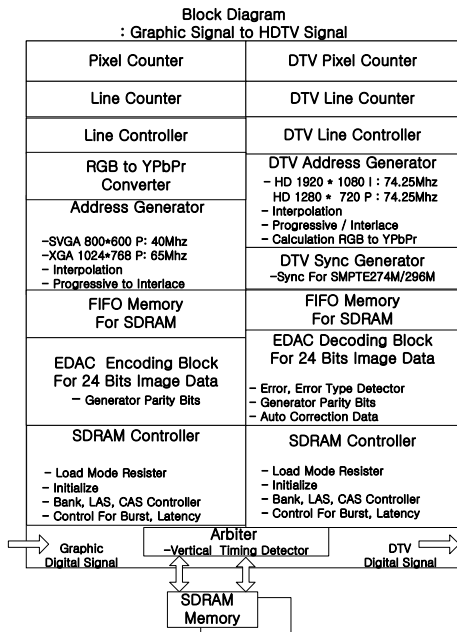 Block Diagram
: Graphic Signal to HDTV Signal
Pixel Counter
Line Counter
Line Controller
RGB to YPbPr
Converter
Address Generator
-SVGA 800*600 P: 40Mhz
-XGA 1024*768 P: 65Mhz
- Interpolation
- Progressive to Interlace
FIFO Memory
For SDRAM
EDAC Encoding Block
For 24 Bits Image Data
- Generator Parity Bits
SDRAM Controller
- Load Mode Resister
- Initialize
- Bank, LAS, CAS Controller
- Control For Burst, Latency
DTV Pixel Counter
DTV Line Counter
DTV Line Controller
DTV Address Generator
- HD 1920 * 1080 I : 74.25Mhz
HD 1280 * 720 P : 74.25Mhz
- Interpolation
- Progressive / Interlace
- Calculation RGB to YPbPr
DTV Sync Generator
-Sync For SMPTE274M/296M
FIFO Memory
For SDRAM
EDAC Decoding Block
For 24 Bits Image Data
- Error, Error Type Detector
- Generator Parity Bits
- Auto Correction Data
SDRAM Controller
- Load Mode Resister
- Initialize
- Bank, LAS, CAS Controller
- Control For Burst, Latency
Arbiter
-Vertical Timing Detector
Graphic
Digital Signal
DTV
Digital Signal
SDRAM
Memory